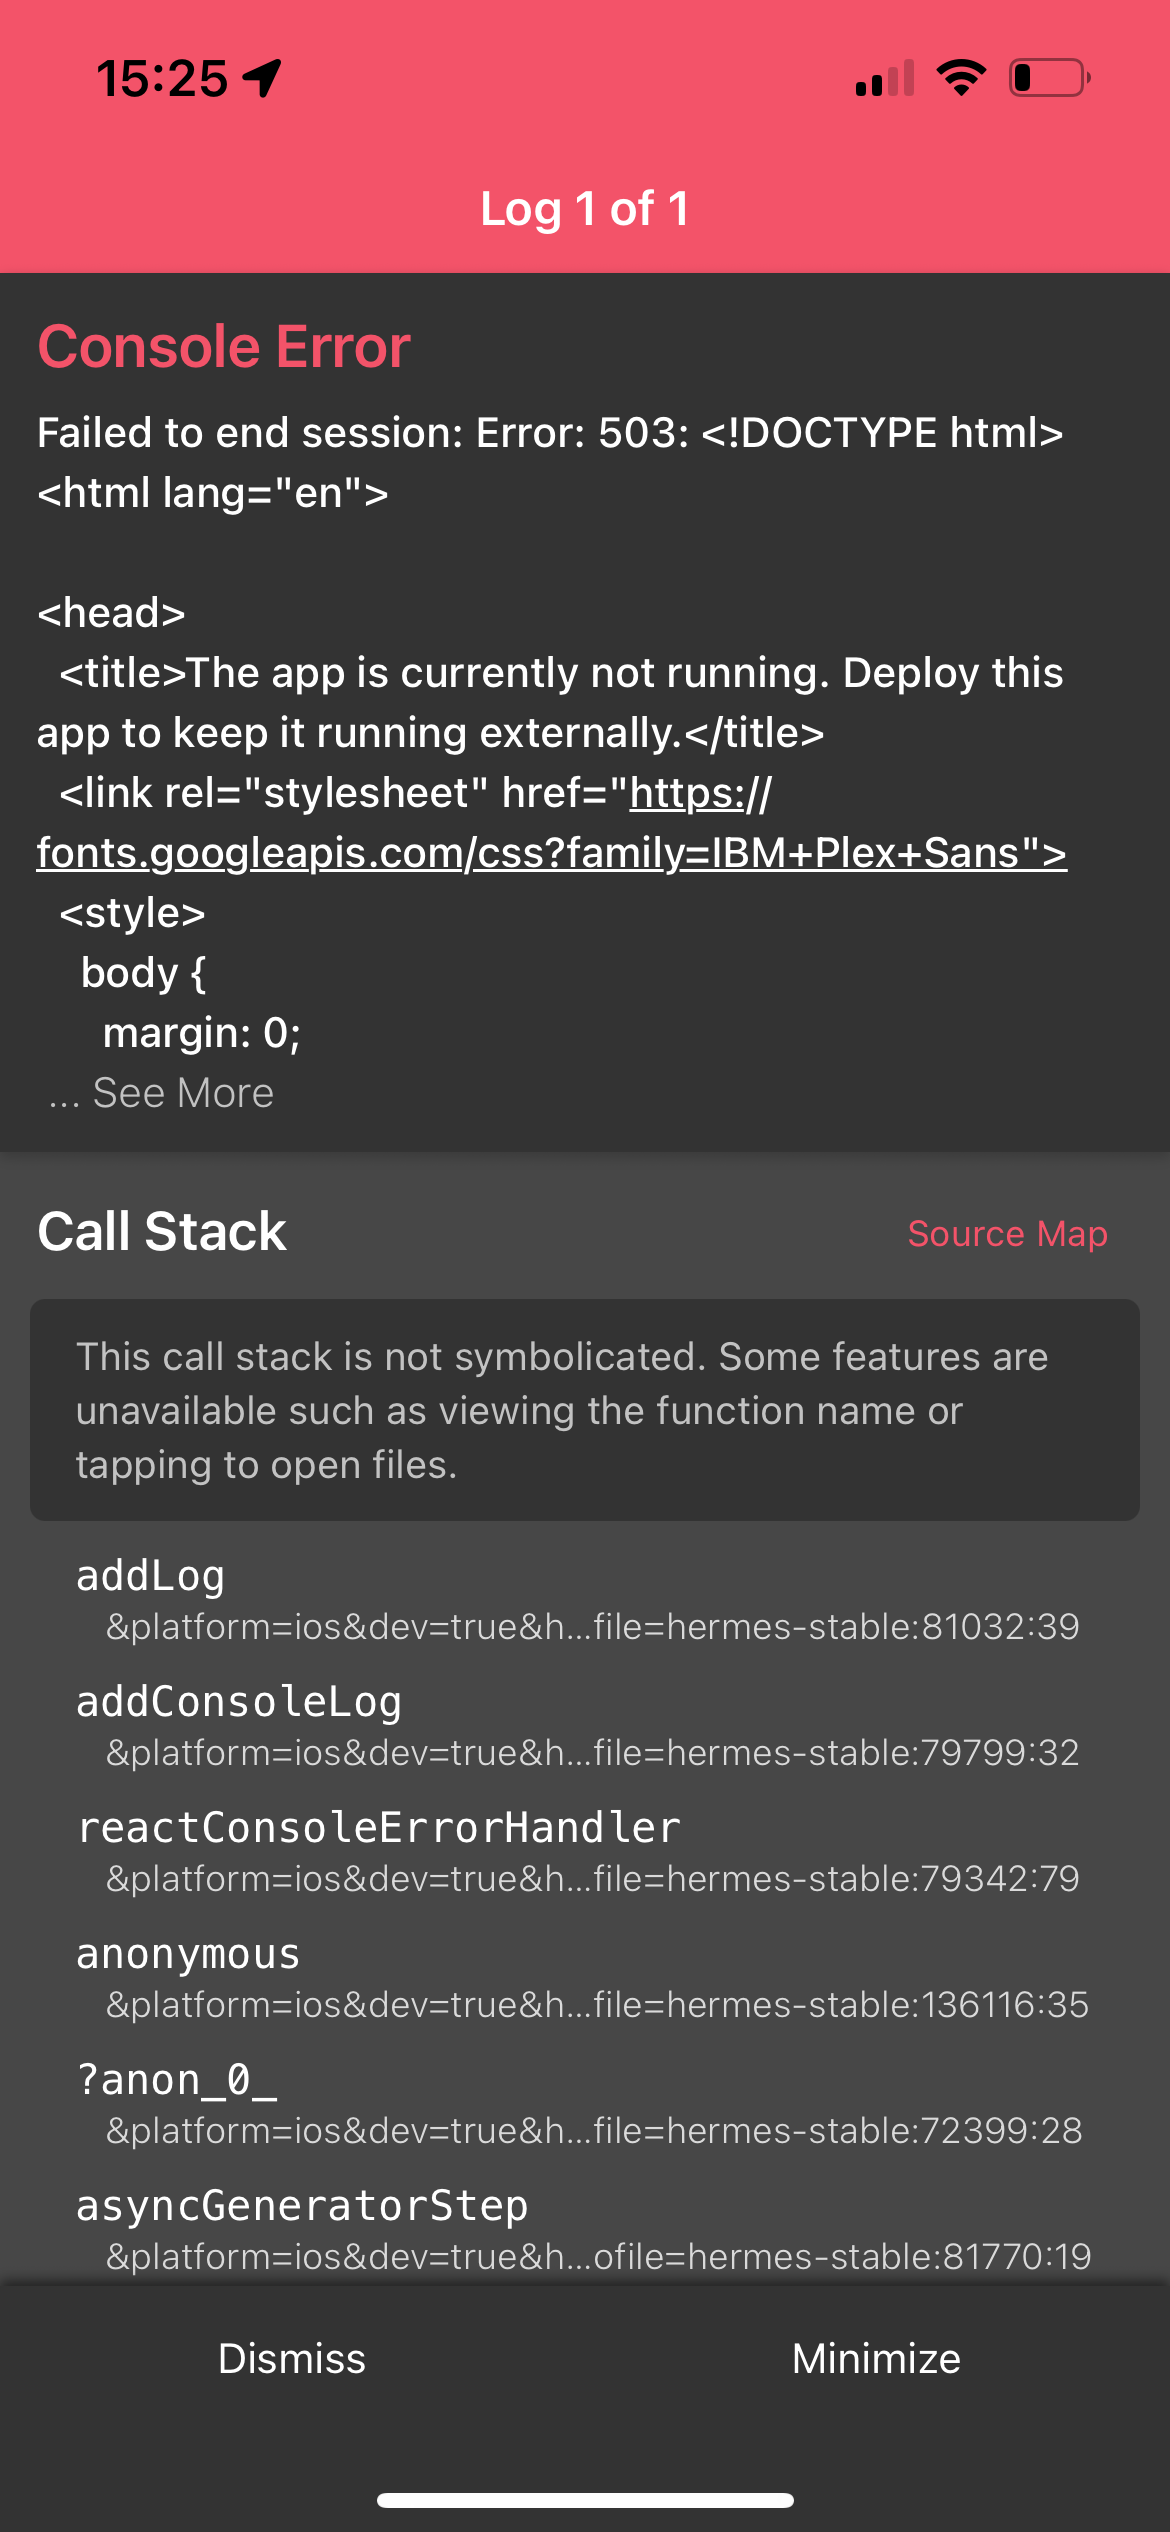 15:25
Log 1 of 1
Console Error
Failed to end session: Error: 503: <!DOCTYPE html>
<html lang="en">
<head>
<title>The app is currently not running. Deploy this
app to keep it running externally.</title>
<link rel="stylesheet" href="https://
fonts.googleapis.com/css?family=IBM+Plex+Sans">
<style>
body {
margin: 0;
... See More
Call Stack
Source Map
This call stack is not symbolicated. Some features are
unavailable such as viewing the function name or
tapping to open files.
addLog
&platform=ios&dev=true&h...file=hermes-stable:81032:39
addConsoleLog
&platform=ios&dev=true&h...file=hermes-stable:79799:32
reactConsoleErrorHandler
&platform=ios&dev=true&h...file=hermes-stable:79342:79
anonymous
&platform=ios&dev=true&h...file=hermes-stable:136116:35
?anon_0_
&platform=ios&dev=true&h...file=hermes-stable:72399:28
asyncGeneratorStep
&platform=ios&dev=true&h...ofile=hermes-stable:81770:19
Dismiss
Minimize